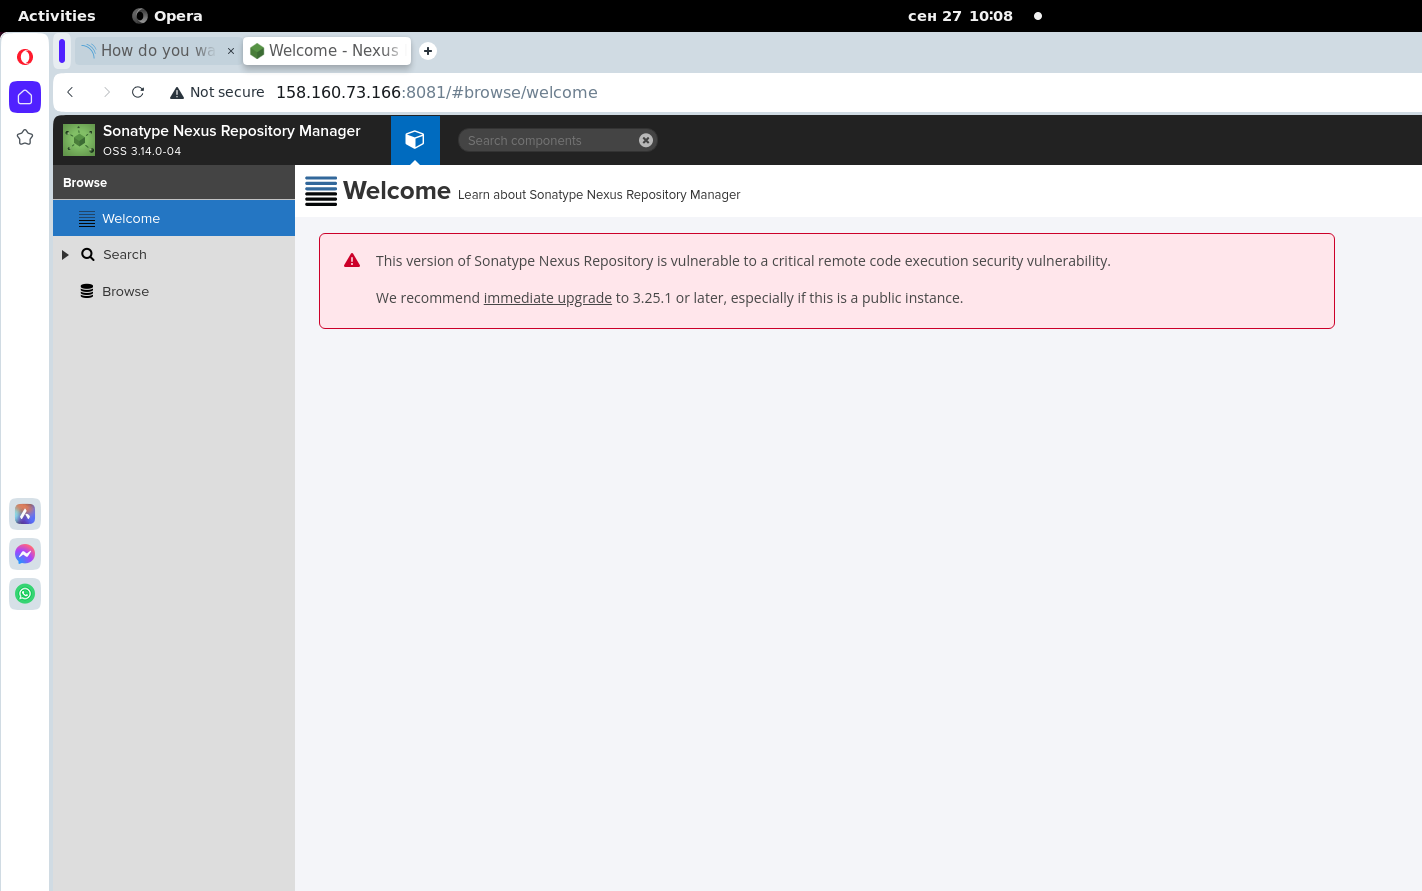 Activities
Opera
сен 27 10:08
How do you wa
Welcome - Nexus
Not secure
158.160.73.166:8081/#browse/welcome
Sonatype Nexus Repository Manager
OSS 3.14.0-04
Search components
Browse
Welcome Learn about Sonatype Nexus Repository Manager
Welcome
Search
Browse
This version of Sonatype Nexus Repository is vulnerable to a critical remote code execution security vulnerability.
We recommend immediate upgrade to 3.25.1 or later, especially if this is a public instance.